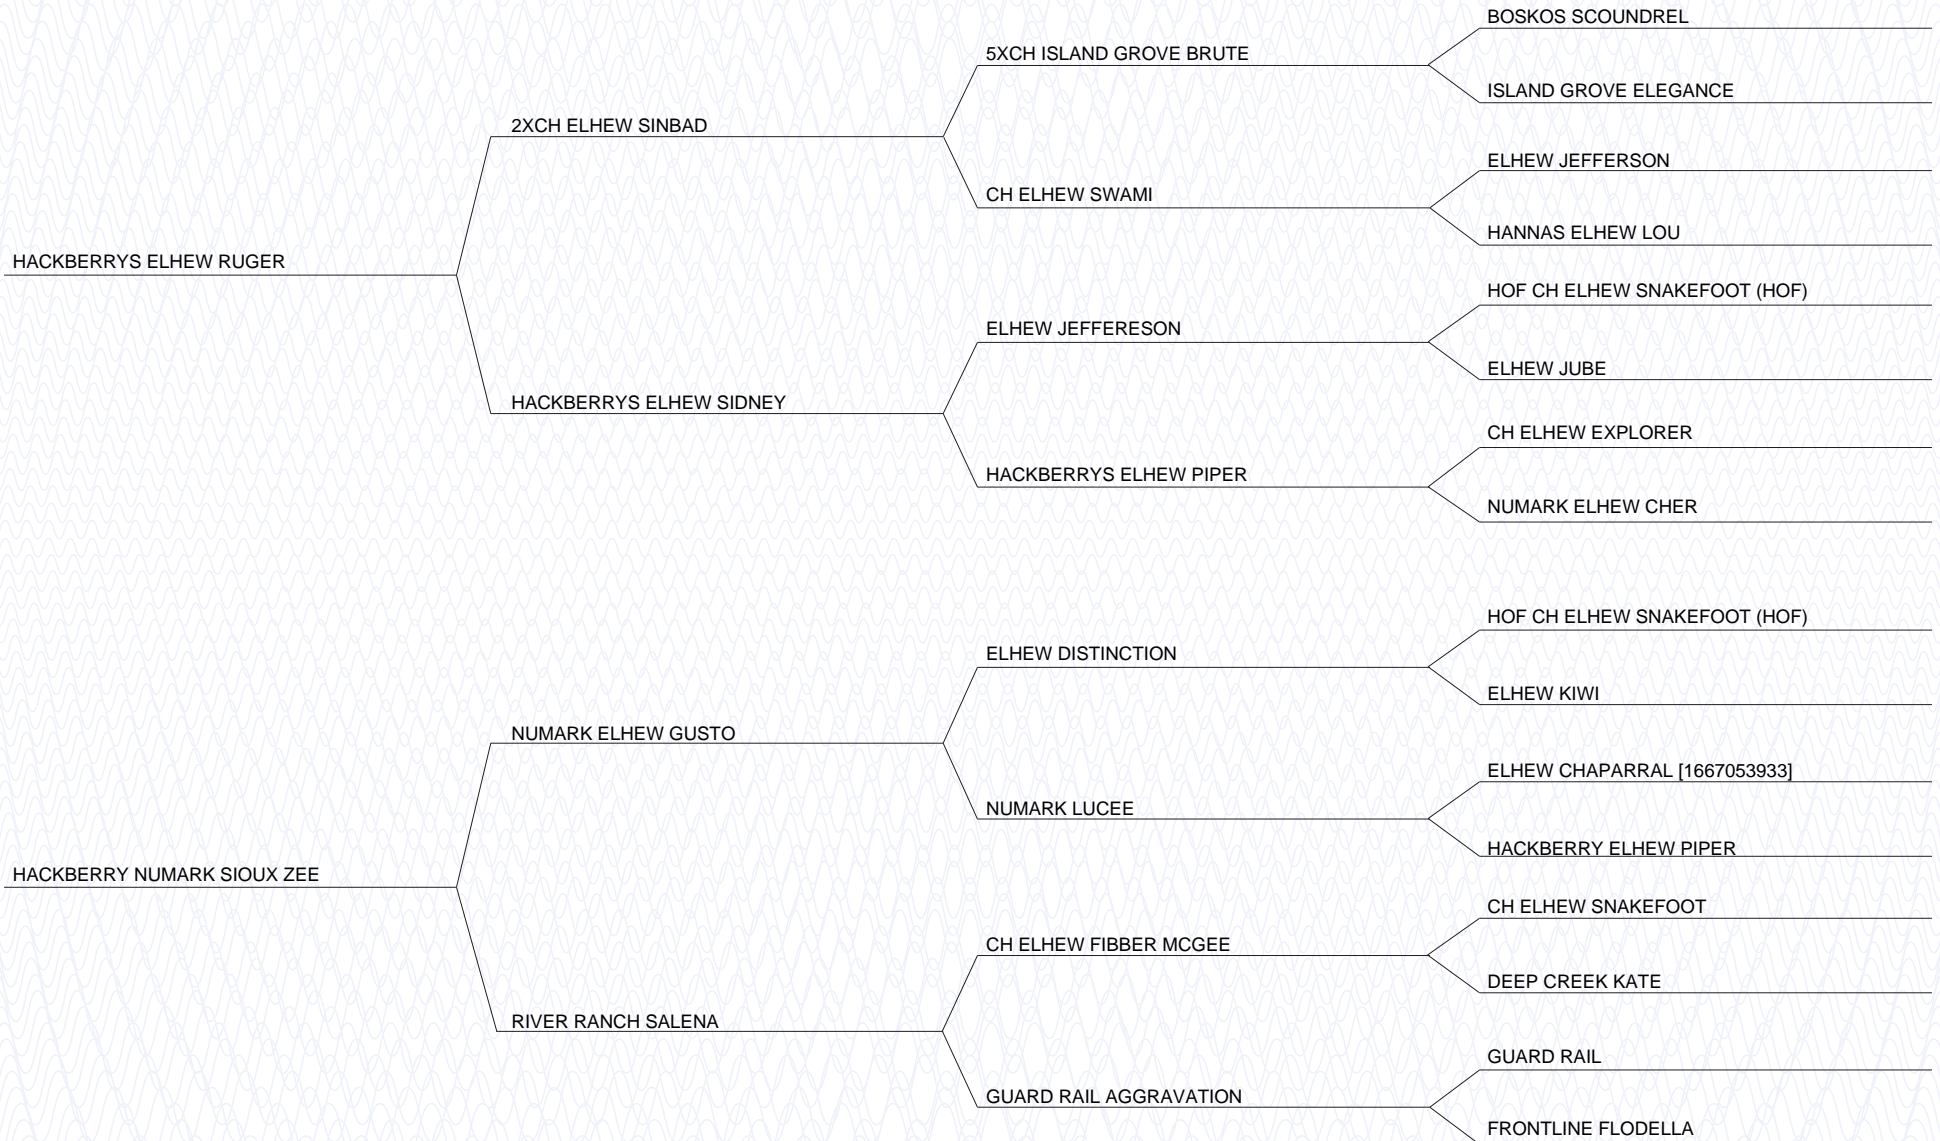 BOSKOS SCOUNDREL
5XCH ISLAND GROVE BRUTE
ISLAND GROVE ELEGANCE
2XCH ELHEW SINBAD
ELHEW JEFFERSON
CH ELHEW SWAMI
HANNAS ELHEW LOU
HACKBERRYS ELHEW RUGER
HOF CH ELHEW SNAKEFOOT (HOF)
ELHEW JEFFERESON
ELHEW JUBE
HACKBERRYS ELHEW SIDNEY
CH ELHEW EXPLORER
HACKBERRYS ELHEW PIPER
NUMARK ELHEW CHER
HOF CH ELHEW SNAKEFOOT (HOF)
ELHEW DISTINCTION
ELHEW KIWI
NUMARK ELHEW GUSTO
ELHEW CHAPARRAL [1667053933]
NUMARK LUCEE
HACKBERRY ELHEW PIPER
HACKBERRY NUMARK SIOUX ZEE
CH ELHEW SNAKEFOOT
CH ELHEW FIBBER MCGEE
DEEP CREEK KATE
RIVER RANCH SALENA
GUARD RAIL
GUARD RAIL AGGRAVATION
FRONTLINE FLODELLA